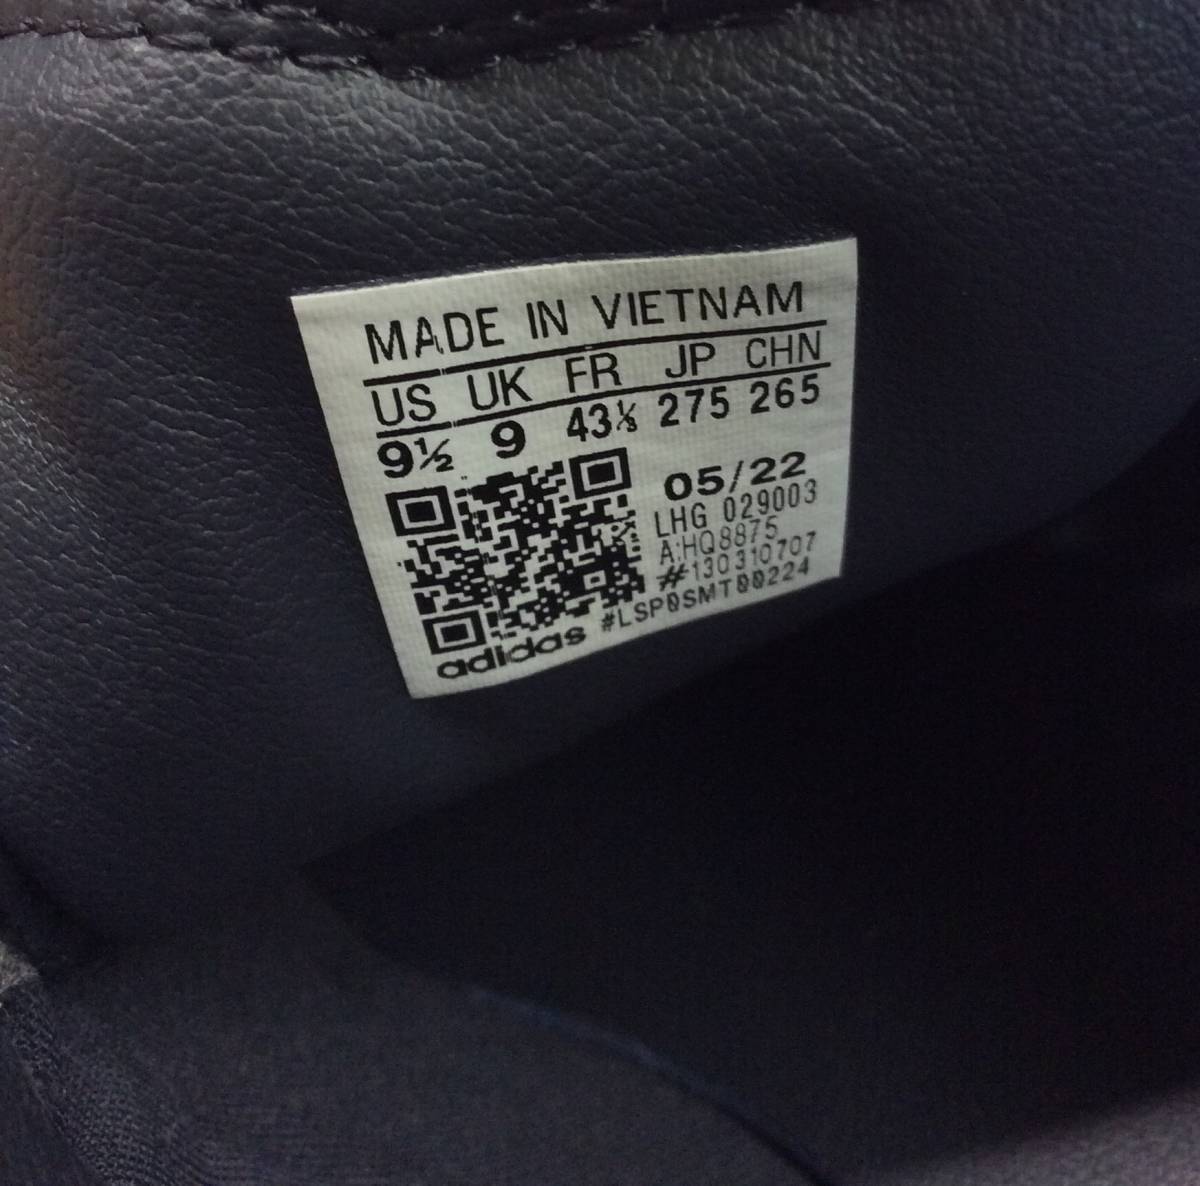 MADE IN VIETNAM
US UK FR JP CHN
9½ 9 43⅓ 275 265
05/22
LHG 029003
A:HQ8875
#130310707
#LSP0SMT00224
adidas